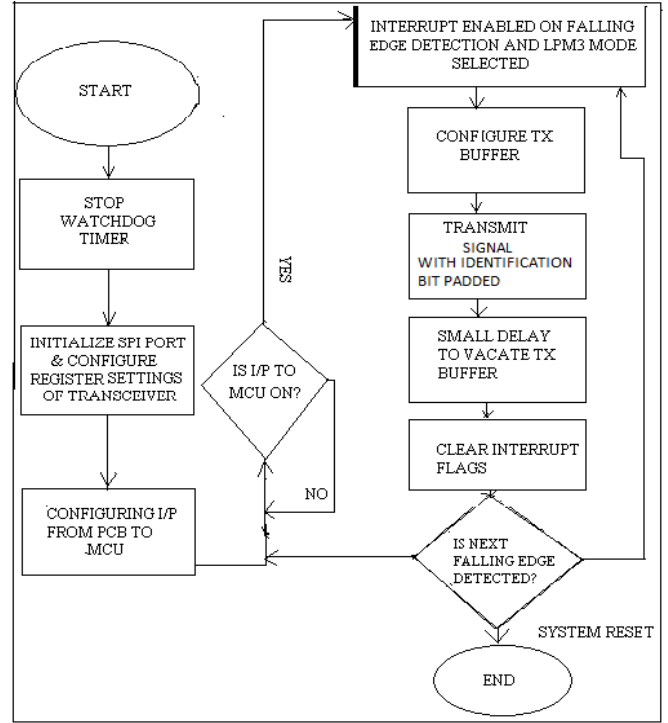 START
STOP
WATCHDOG
TIMER
INITIALIZE SPI PORT
& CONFIGURE
REGISTER SETTINGS
OF TRANSCEIVER
CONFIGURING I/P
FROM PCB TO
MCU
IS I/P TO
MCU ON?
YES
NO
INTERRUPT ENABLED ON FALLING
EDGE DETECTION AND LPM3 MODE
SELECTED
CONFIGURE TX
BUFFER
TRANSMIT
SIGNAL
WITH IDENTIFICATION
BIT PADDED
SMALL DELAY
TO VACATE TX
BUFFER
CLEAR INTERRUPT
FLAGS
IS NEXT
FALLING EDGE
DETECTED?
SYSTEM RESET
END